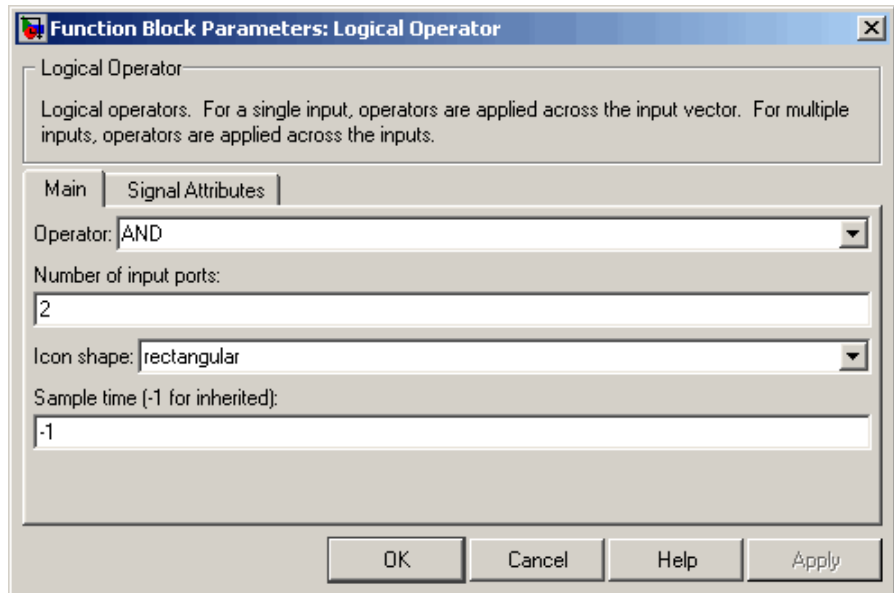 Function Block Parameters: Logical Operator
Logical Operator
Logical operators. For a single input, operators are applied across the input vector. For multiple
inputs, operators are applied across the inputs.
Main
Signal Attributes
Operator: AND
Number of input ports:
2
Icon shape: rectangular
Sample time (-1 for inherited):
-1
OK
Cancel
Help
Apply